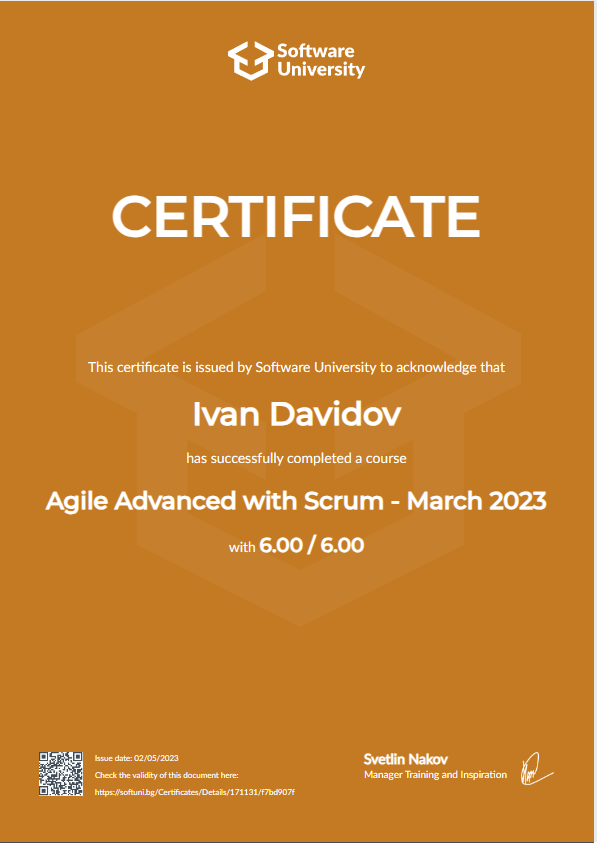 Software
University
CERTIFICATE
This certificate is issued by Software University to acknowledge that
Ivan Davidov
has successfully completed a course
Agile Advanced with Scrum - March 2023
with 6.00 / 6.00
Issue date: 02/05/2023
Check the validity of this document here:
https://softuni.bg/Certificates/Details/171131/f7bd907f
Svetlin Nakov
Manager Training and Inspiration